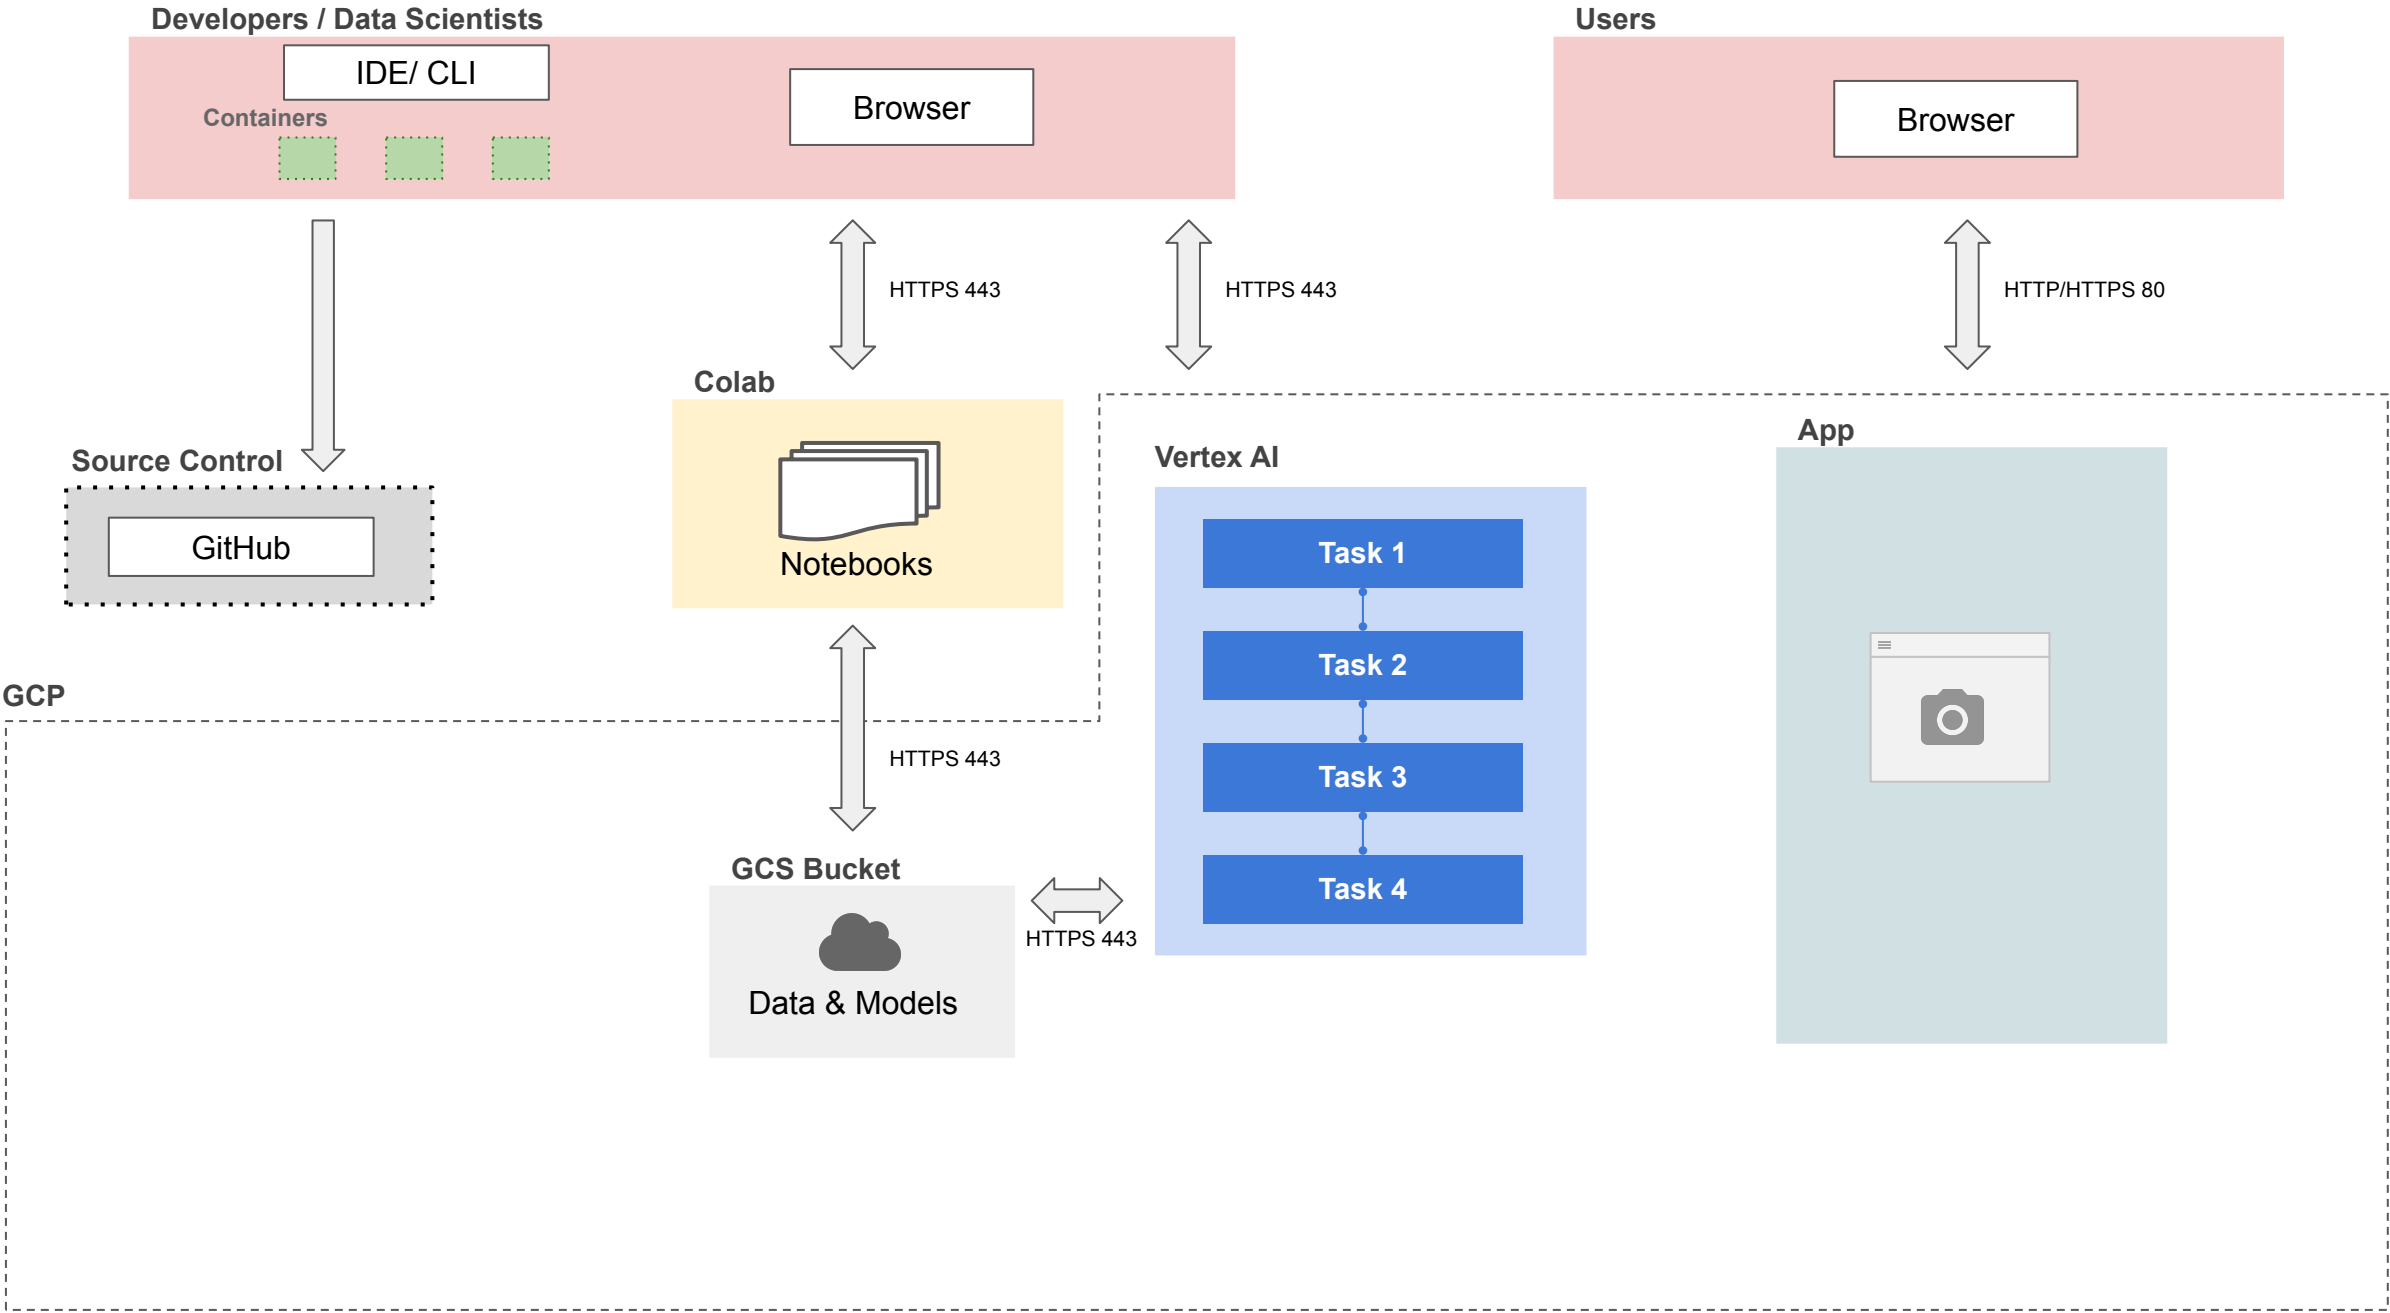 Developers / Data Scientists
Users
IDE/ CLI
Browser
Browser
Containers
HTTPS 443
HTTPS 443
HTTP/HTTPS 80
Colab
App
Source Control
Vertex AI
GitHub
Notebooks
Task 1
Task 2
GCP
HTTPS 443
Task 3
GCS Bucket
Task 4
HTTPS 443
Data & Models